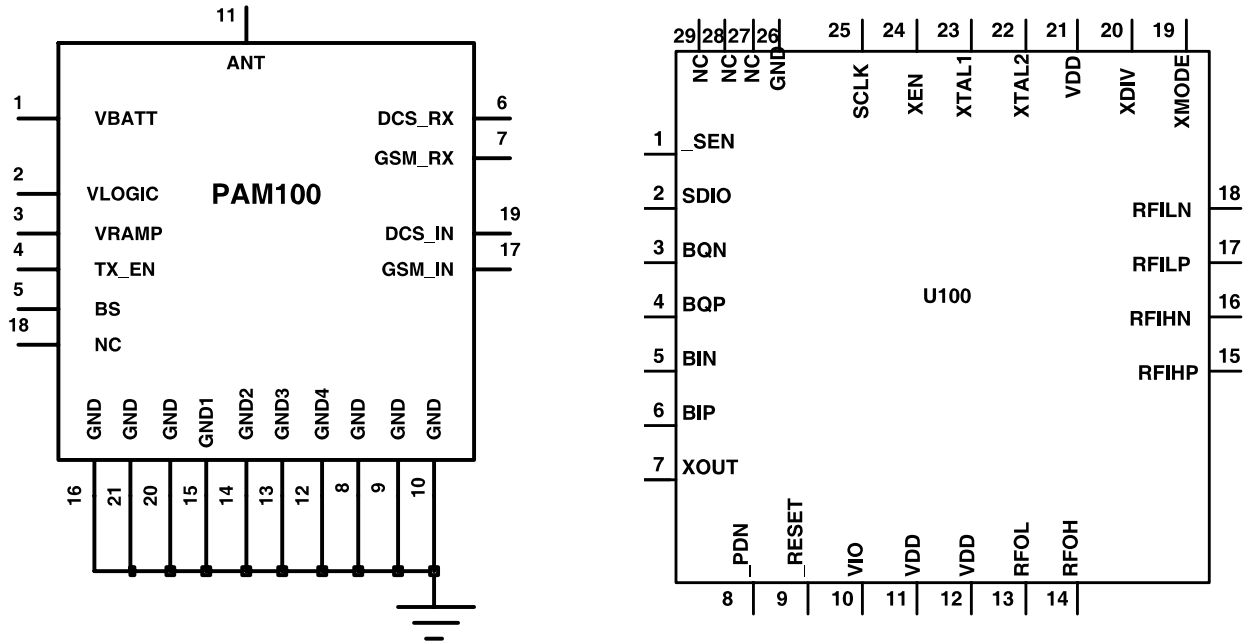 11
ANT
1
VBATT
2
VLOGIC
3
VRAMP
4
TX_EN
5
BS
18
NC
PAM100
6
DCS_RX
7
GSM_RX
19
DCS_IN
17
GSM_IN
GND
GND
GND
GND1
GND2
GND3
GND4
GND
GND
GND
16
21
20
15
14
13
12
8
9
10
29
28
27
26
25
24
23
22
21
20
19
NC
NC
NC
GND
SCLK
XEN
XTAL1
XTAL2
VDD
XDIV
XMODE
1
_SEN
2
SDIO
3
BQN
4
BQP
5
BIN
6
BIP
7
XOUT
U100
RFILN
18
RFILP
17
RFIHN
16
RFIHP
15
_PDN
_RESET
VIO
VDD
VDD
RFOL
RFOH
8
9
10
11
12
13
14